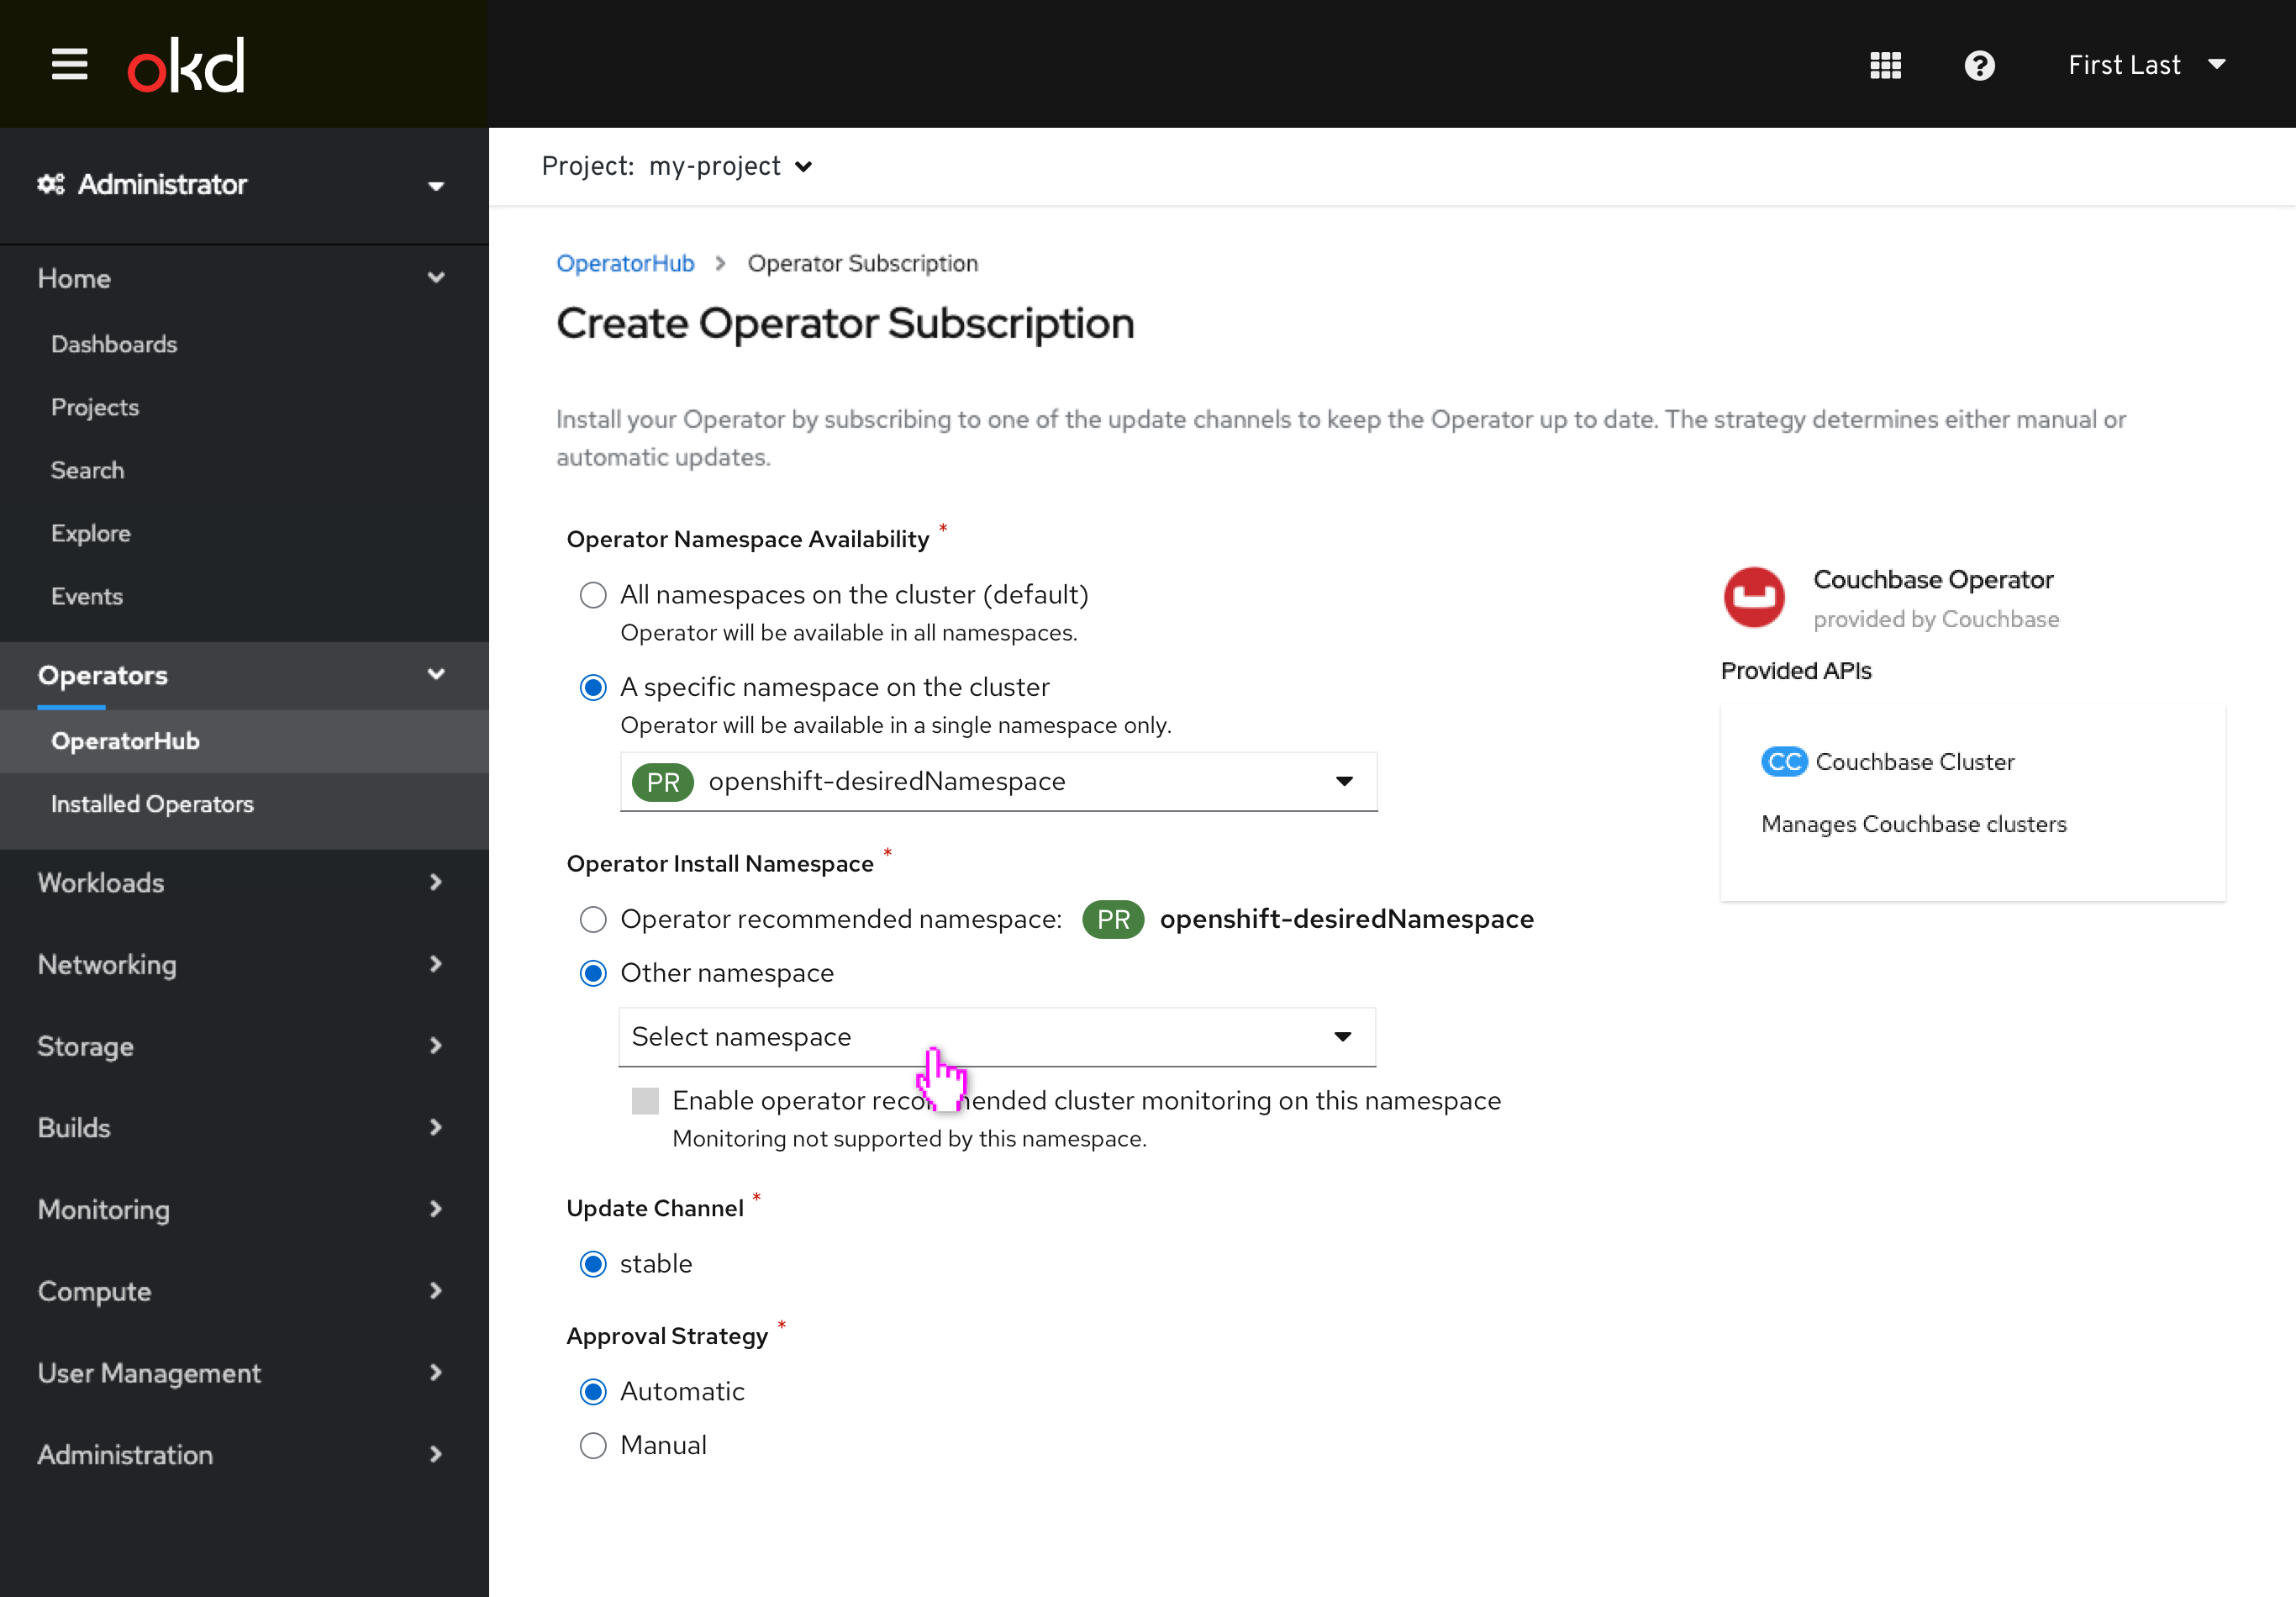 okd
First Last
Administrator
Project: my-project
Home
Dashboards
Projects
Search
Explore
Events
Operators
OperatorHub
Installed Operators
Workloads
Networking
Storage
Builds
Monitoring
Compute
User Management
Administration
OperatorHub > Operator Subscription
Create Operator Subscription
Install your Operator by subscribing to one of the update channels to keep the Operator up to date. The strategy determines either manual or
automatic updates.
Operator Namespace Availability *
All namespaces on the cluster (default)
Operator will be available in all namespaces.
A specific namespace on the cluster
Operator will be available in a single namespace only.
PR openshift-desiredNamespace
Operator Install Namespace *
Operator recommended namespace: PR openshift-desiredNamespace
Other namespace
Select namespace
Enable operator recommended cluster monitoring on this namespace
Monitoring not supported by this namespace.
Update Channel *
stable
Approval Strategy *
Automatic
Manual
Couchbase Operator
provided by Couchbase
Provided APIs
CC Couchbase Cluster
Manages Couchbase clusters